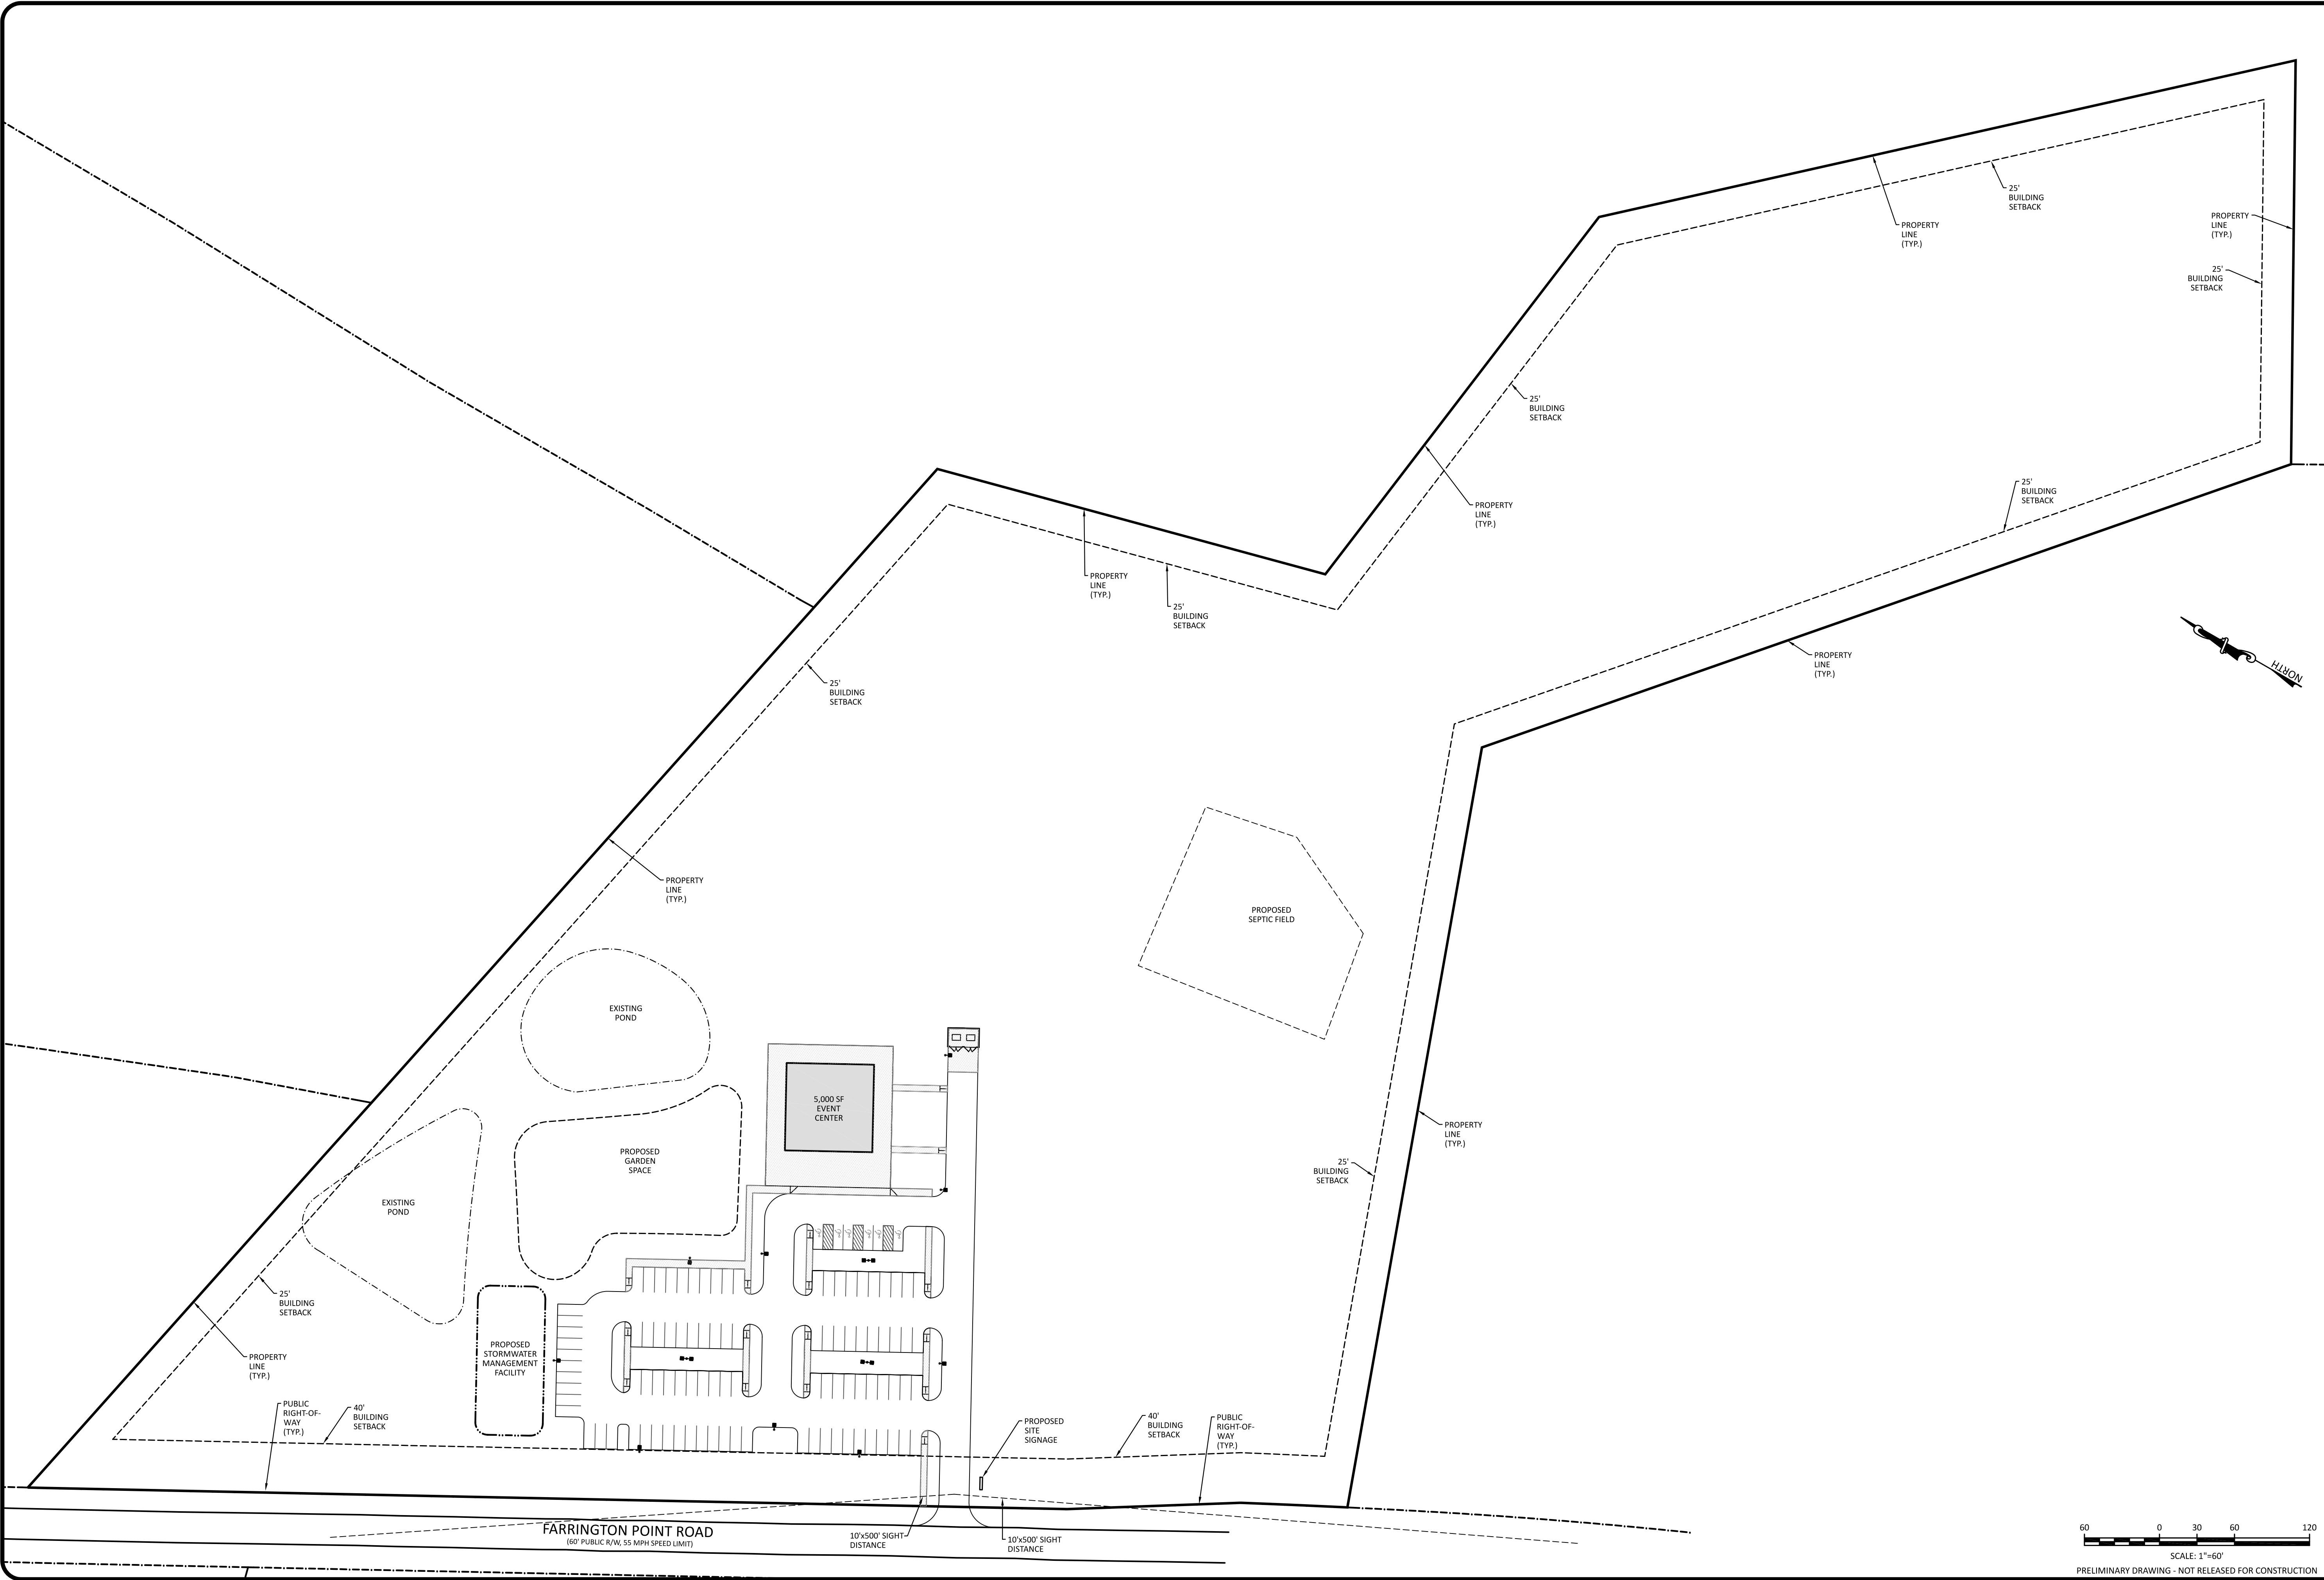 25'
BUILDING
SETBACK
PROPERTY
LINE
(TYP.)
PROPERTY
LINE
(TYP.)
25'
BUILDING
SETBACK
25'
BUILDING
SETBACK
PROPERTY
LINE
(TYP.)
25'
BUILDING
SETBACK
PROPERTY
LINE
(TYP.)
25'
BUILDING
SETBACK
NORTH
PROPERTY
LINE
(TYP.)
25'
BUILDING
SETBACK
PROPERTY
LINE
(TYP.)
PROPOSED
SEPTIC FIELD
EXISTING
POND
5,000 SF
EVENT
CENTER
PROPOSED
GARDEN
SPACE
PROPERTY
LINE
(TYP.)
25'
BUILDING
SETBACK
EXISTING
POND
25'
BUILDING
SETBACK
PROPERTY
LINE
(TYP.)
PROPOSED
STORMWATER
MANAGEMENT
FACILITY
PUBLIC
RIGHT-OF-
WAY
(TYP.)
40'
BUILDING
SETBACK
PROPOSED
SITE
SIGNAGE
40'
BUILDING
SETBACK
PUBLIC
RIGHT-OF-
WAY
(TYP.)
FARRINGTON POINT ROAD
(60' PUBLIC R/W, 55 MPH SPEED LIMIT)
10'x500' SIGHT
DISTANCE
10'x500' SIGHT
DISTANCE
60 0 30 60 120
SCALE: 1"=60'
PRELIMINARY DRAWING - NOT RELEASED FOR CONSTRUCTION